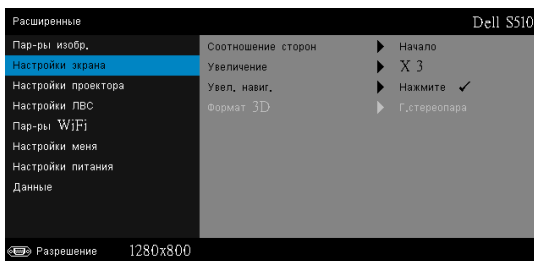 Расширенные Dell S510
Пар-ры изобр. Соотношение сторон Начало
Настройки экрана Увеличение X 3
Настройки проектора Увел. навиг. Нажмите ✓
Настройки ЛВС Формат 3D Г.стереопара
Пар-ры WiFi
Настройки меня
Настройки питания
Данные
Разрешение 1280x800